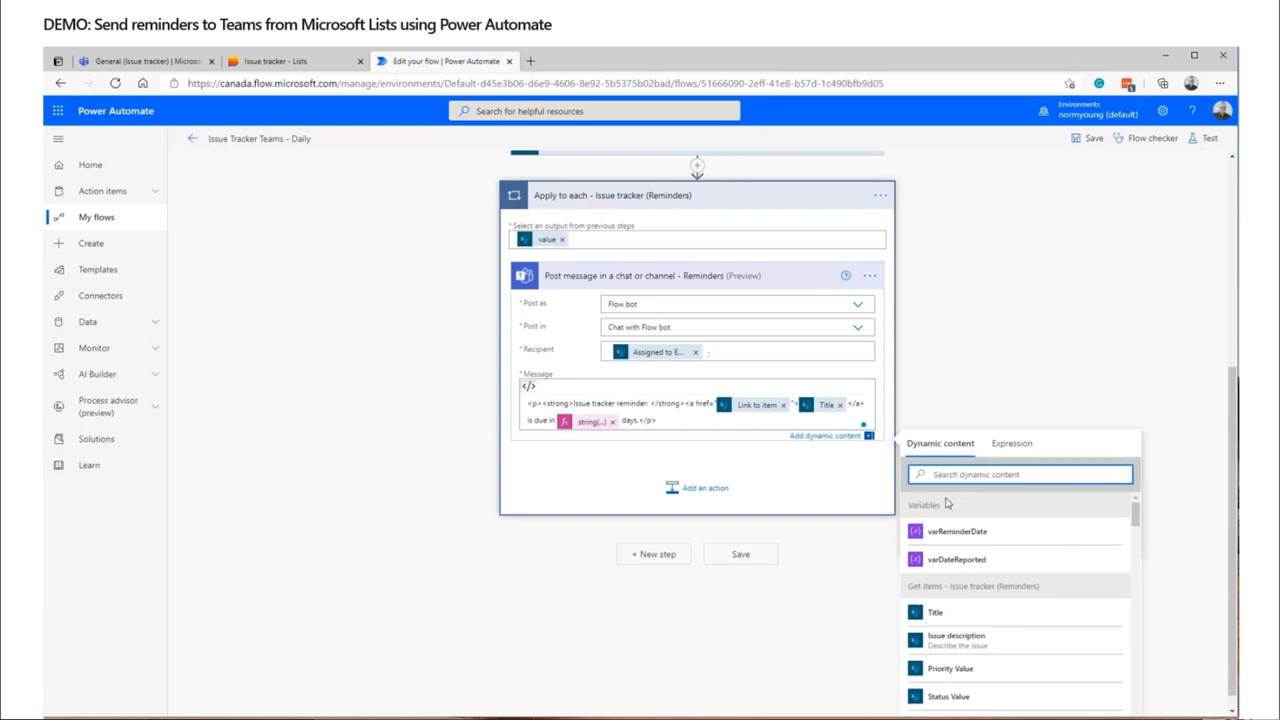 DEMO: Send reminders to Teams from Microsoft Lists using Power Automate
General (Issue tracker) | Microso
Issue tracker - Lists
Edit your flow | Power Automate
https://canada.flow.microsoft.com/manage/environments/Default-d45e3b06-d6e9-4606-8e92-5b5375b02bad/flows/51666090-2eff-41e8-b57d-1c490bfb9d05
Power Automate
Search for helpful resources
Environments
normyoung (default)
Issue Tracker Teams - Daily
Save
Flow checker
Test
Home
Action items
My flows
Create
Templates
Connectors
Data
Monitor
AI Builder
Process advisor
(preview)
Solutions
Learn
Apply to each - Issue tracker (Reminders)
* Select an output from previous steps
value
Post message in a chat or channel - Reminders (Preview)
* Post as
Flow bot
* Post in
Chat with Flow bot
* Recipient
Assigned to E... ;
* Message
</>
<p><strong>Issue tracker reminder: </strong><a href=" Link to item "> Title </a>
is due in string(...) days.</p>
Add dynamic content
Add an action
+ New step
Save
Dynamic content
Expression
Search dynamic content
Variables
varReminderDate
varDateReported
Get items - Issue tracker (Reminders)
Title
Issue description
Describe the issue
Priority Value
Status Value